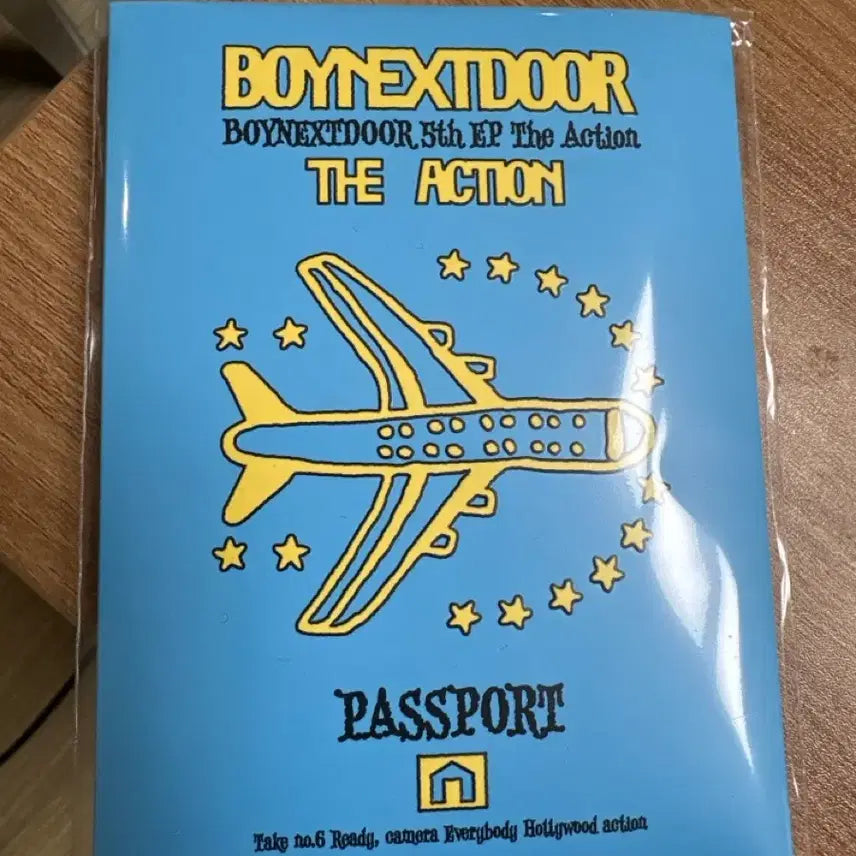 BOYNEXTDOOR
BOYNEXTDOOR 5th EP The Action
THE ACTION
PASSPORT
Take no.6 Ready, camera Everybody Hollywood action